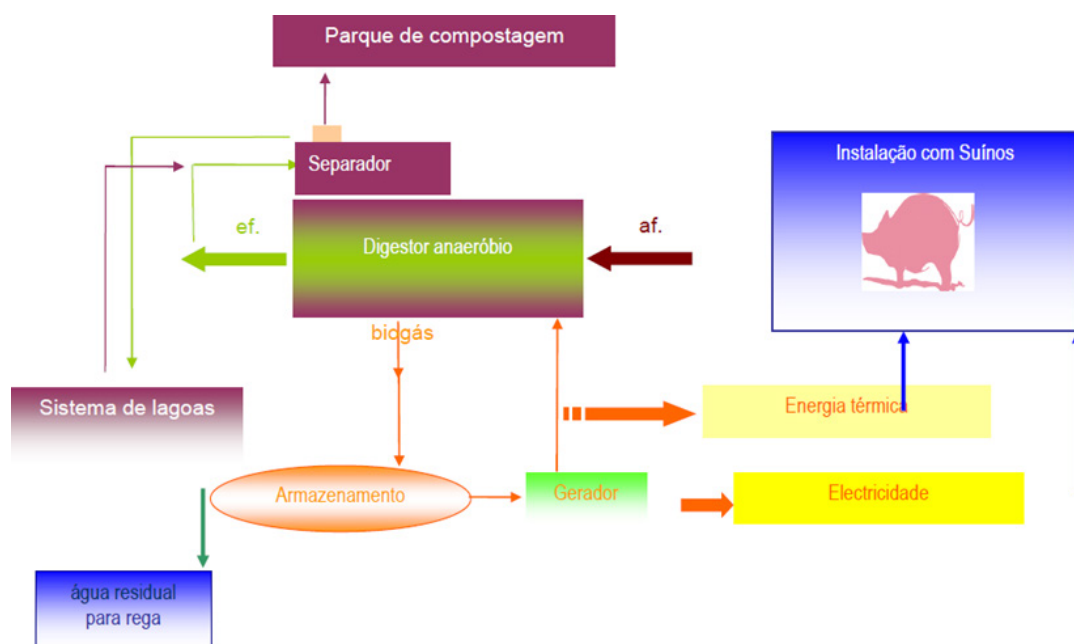 Parque de compostagem
Separador
Instalação com Suínos
ef.
Digestor anaeróbio
af.
biogás
Sistema de lagoas
Energia térmica
Armazenamento
Gerador
Electricidade
água residual
para rega